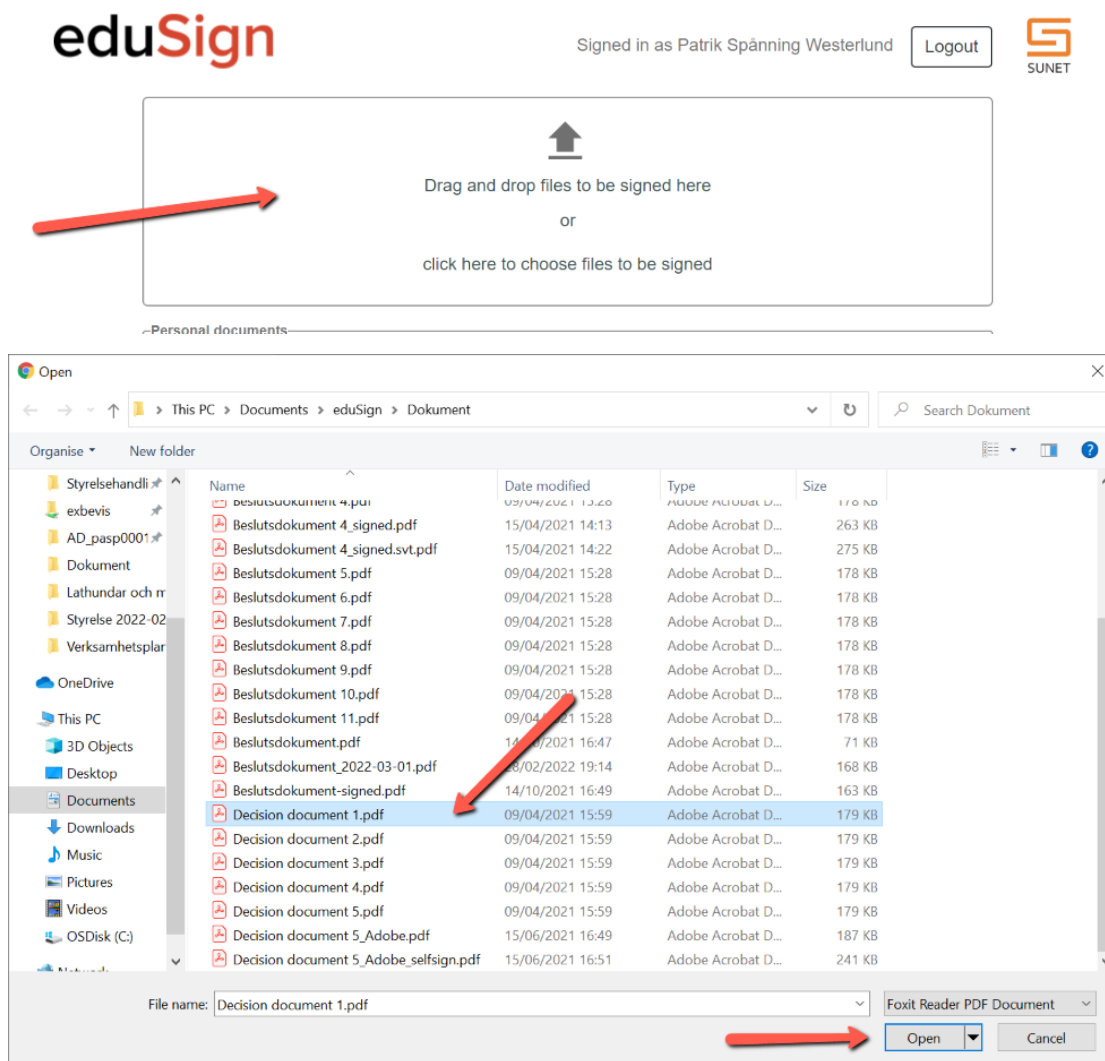 eduSign
Signed in as Patrik Spånning Westerlund
Logout
SUNET
Drag and drop files to be signed here
or
click here to choose files to be signed
Personal documents
Open
This PC > Documents > eduSign > Dokument
Search Dokument
Organise
New folder
?
Styrelsehandli
exbevis
AD_pasp0001
Dokument
Lathundar och m
Styrelse 2022-02
Verksamhetsplar
OneDrive
This PC
3D Objects
Desktop
Documents
Downloads
Music
Pictures
Videos
OSDisk (C:)
Network
Name Date modified Type Size
Beslutsdokument 4.pdf 09/04/2021 15:28 Adobe Acrobat D... 178 KB
Beslutsdokument 4_signed.pdf 15/04/2021 14:13 Adobe Acrobat D... 263 KB
Beslutsdokument 4_signed.svt.pdf 15/04/2021 14:22 Adobe Acrobat D... 275 KB
Beslutsdokument 5.pdf 09/04/2021 15:28 Adobe Acrobat D... 178 KB
Beslutsdokument 6.pdf 09/04/2021 15:28 Adobe Acrobat D... 178 KB
Beslutsdokument 7.pdf 09/04/2021 15:28 Adobe Acrobat D... 178 KB
Beslutsdokument 8.pdf 09/04/2021 15:28 Adobe Acrobat D... 178 KB
Beslutsdokument 9.pdf 09/04/2021 15:28 Adobe Acrobat D... 178 KB
Beslutsdokument 10.pdf 09/04/2021 15:28 Adobe Acrobat D... 178 KB
Beslutsdokument 11.pdf 15:28 Adobe Acrobat D... 178 KB
Beslutsdokument.pdf 16:47 Adobe Acrobat D... 71 KB
Beslutsdokument_2022-03-01.pdf 19:14 Adobe Acrobat D... 168 KB
Beslutsdokument-signed.pdf 14/10/2021 16:49 Adobe Acrobat D... 163 KB
Decision document 1.pdf 09/04/2021 15:59 Adobe Acrobat D... 179 KB
Decision document 2.pdf 09/04/2021 15:59 Adobe Acrobat D... 179 KB
Decision document 3.pdf 09/04/2021 15:59 Adobe Acrobat D... 179 KB
Decision document 4.pdf 09/04/2021 15:59 Adobe Acrobat D... 179 KB
Decision document 5.pdf 09/04/2021 15:59 Adobe Acrobat D... 179 KB
Decision document 5_Adobe.pdf 15/06/2021 16:49 Adobe Acrobat D... 187 KB
Decision document 5_Adobe_selfsign.pdf 15/06/2021 16:51 Adobe Acrobat D... 241 KB
File name: Decision document 1.pdf
Foxit Reader PDF Document
Open
Cancel